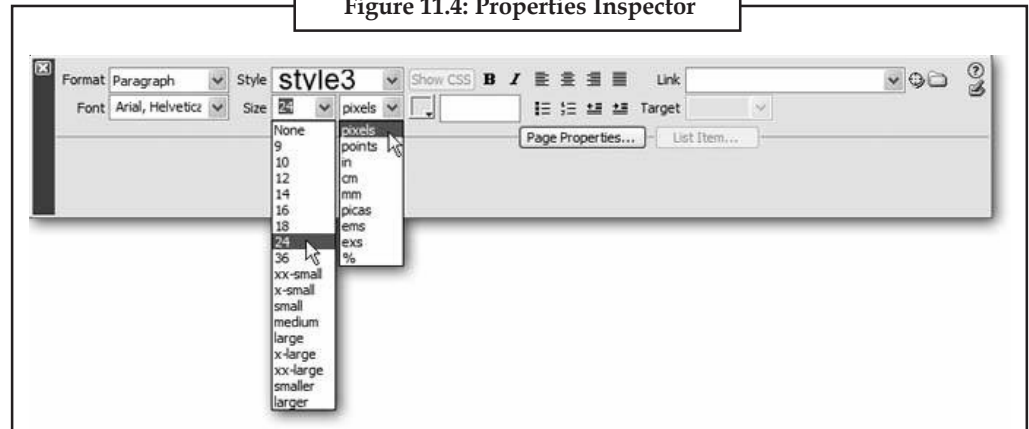 Figure 11.4: Properties Inspector
Format Paragraph Style style3 Show CSS B I Link
Font Arial, Helvetica Size 24 pixels Target
Page Properties... List Item...
None
9
10
12
14
16
18
24
36
xx-small
x-small
small
medium
large
x-large
xx-large
smaller
larger
pixels
points
in
cm
mm
picas
ems
exs
%